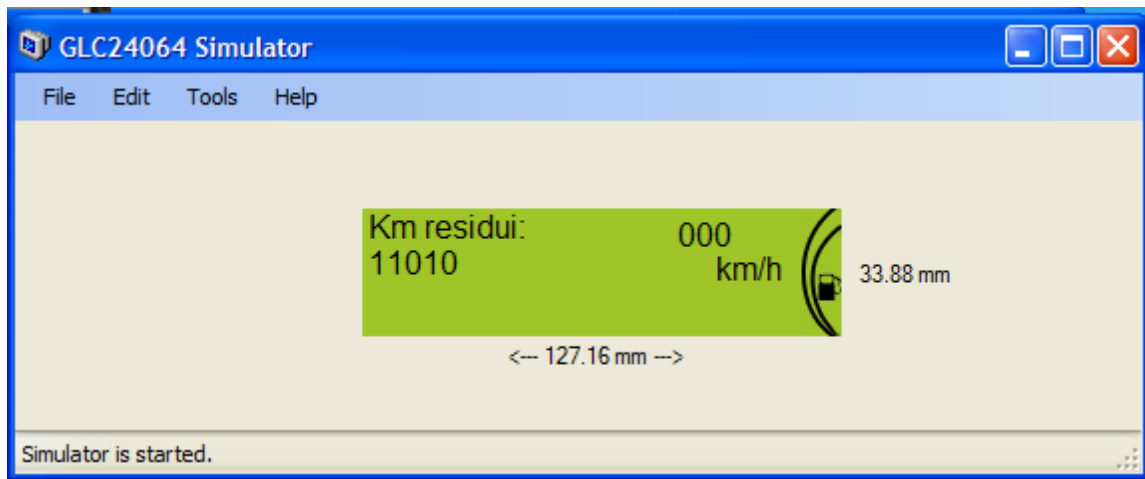 GLC24064 Simulator
File Edit Tools Help
Km residui:
11010
000
km/h
33.88 mm
<--- 127.16 mm --->
Simulator is started.